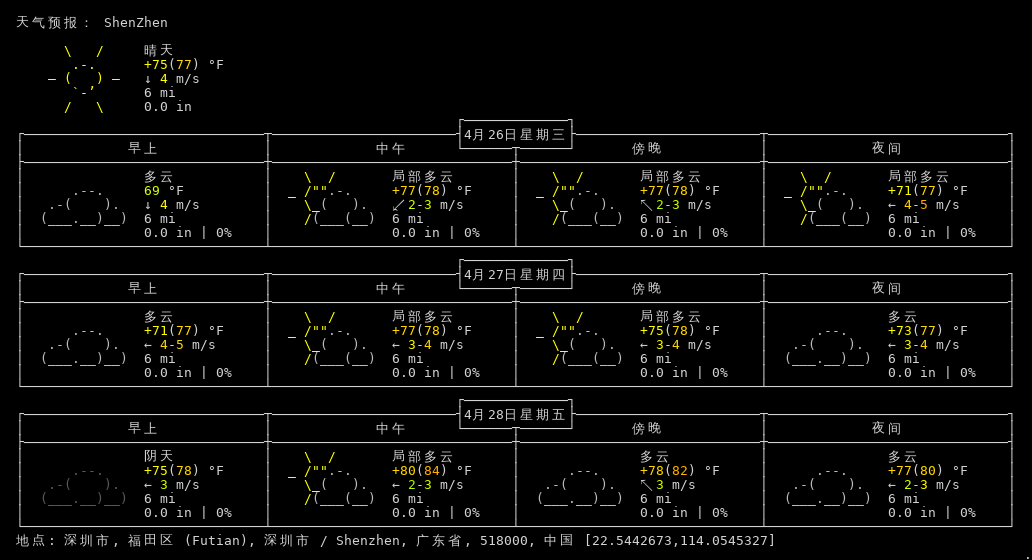 天气预报： ShenZhen
晴天
+75(77) °F
↓ 4 m/s
6 mi
0.0 in
4月26日星期三
早上 中午 傍晚 夜间
多云 局部多云 局部多云 局部多云
69 °F +77(78) °F +77(78) °F +71(77) °F
↓ 4 m/s ↙ 2-3 m/s ↖ 2-3 m/s ← 4-5 m/s
6 mi 6 mi 6 mi 6 mi
0.0 in | 0% 0.0 in | 0% 0.0 in | 0% 0.0 in | 0%
4月27日星期四
早上 中午 傍晚 夜间
多云 局部多云 局部多云 多云
+71(77) °F +77(78) °F +75(78) °F +73(77) °F
← 4-5 m/s ← 3-4 m/s ← 3-4 m/s ← 3-4 m/s
6 mi 6 mi 6 mi 6 mi
0.0 in | 0% 0.0 in | 0% 0.0 in | 0% 0.0 in | 0%
4月28日星期五
早上 中午 傍晚 夜间
阴天 局部多云 多云 多云
+75(78) °F +80(84) °F +78(82) °F +77(80) °F
← 3 m/s ← 2-3 m/s ↖ 3 m/s ← 2-3 m/s
6 mi 6 mi 6 mi 6 mi
0.0 in | 0% 0.0 in | 0% 0.0 in | 0% 0.0 in | 0%
地点: 深圳市, 福田区 (Futian), 深圳市 / Shenzhen, 广东省, 518000, 中国 [22.5442673,114.0545327]